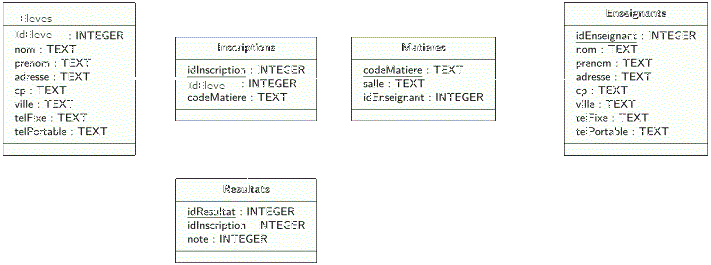 Eleves
idEleve : INTEGER
nom : TEXT
prenom : TEXT
adresse : TEXT
cp : TEXT
ville : TEXT
telFixe : TEXT
telPortable : TEXT
Inscriptions
idInscription : INTEGER
idEleve : INTEGER
codeMatiere : TEXT
Matieres
codeMatiere : TEXT
salle : TEXT
idEnseignant : INTEGER
Enseignants
idEnseignant : INTEGER
nom : TEXT
prenom : TEXT
adresse : TEXT
cp : TEXT
ville : TEXT
telFixe : TEXT
telPortable : TEXT
Resultats
idResultat : INTEGER
idInscription : INTEGER
note : INTEGER